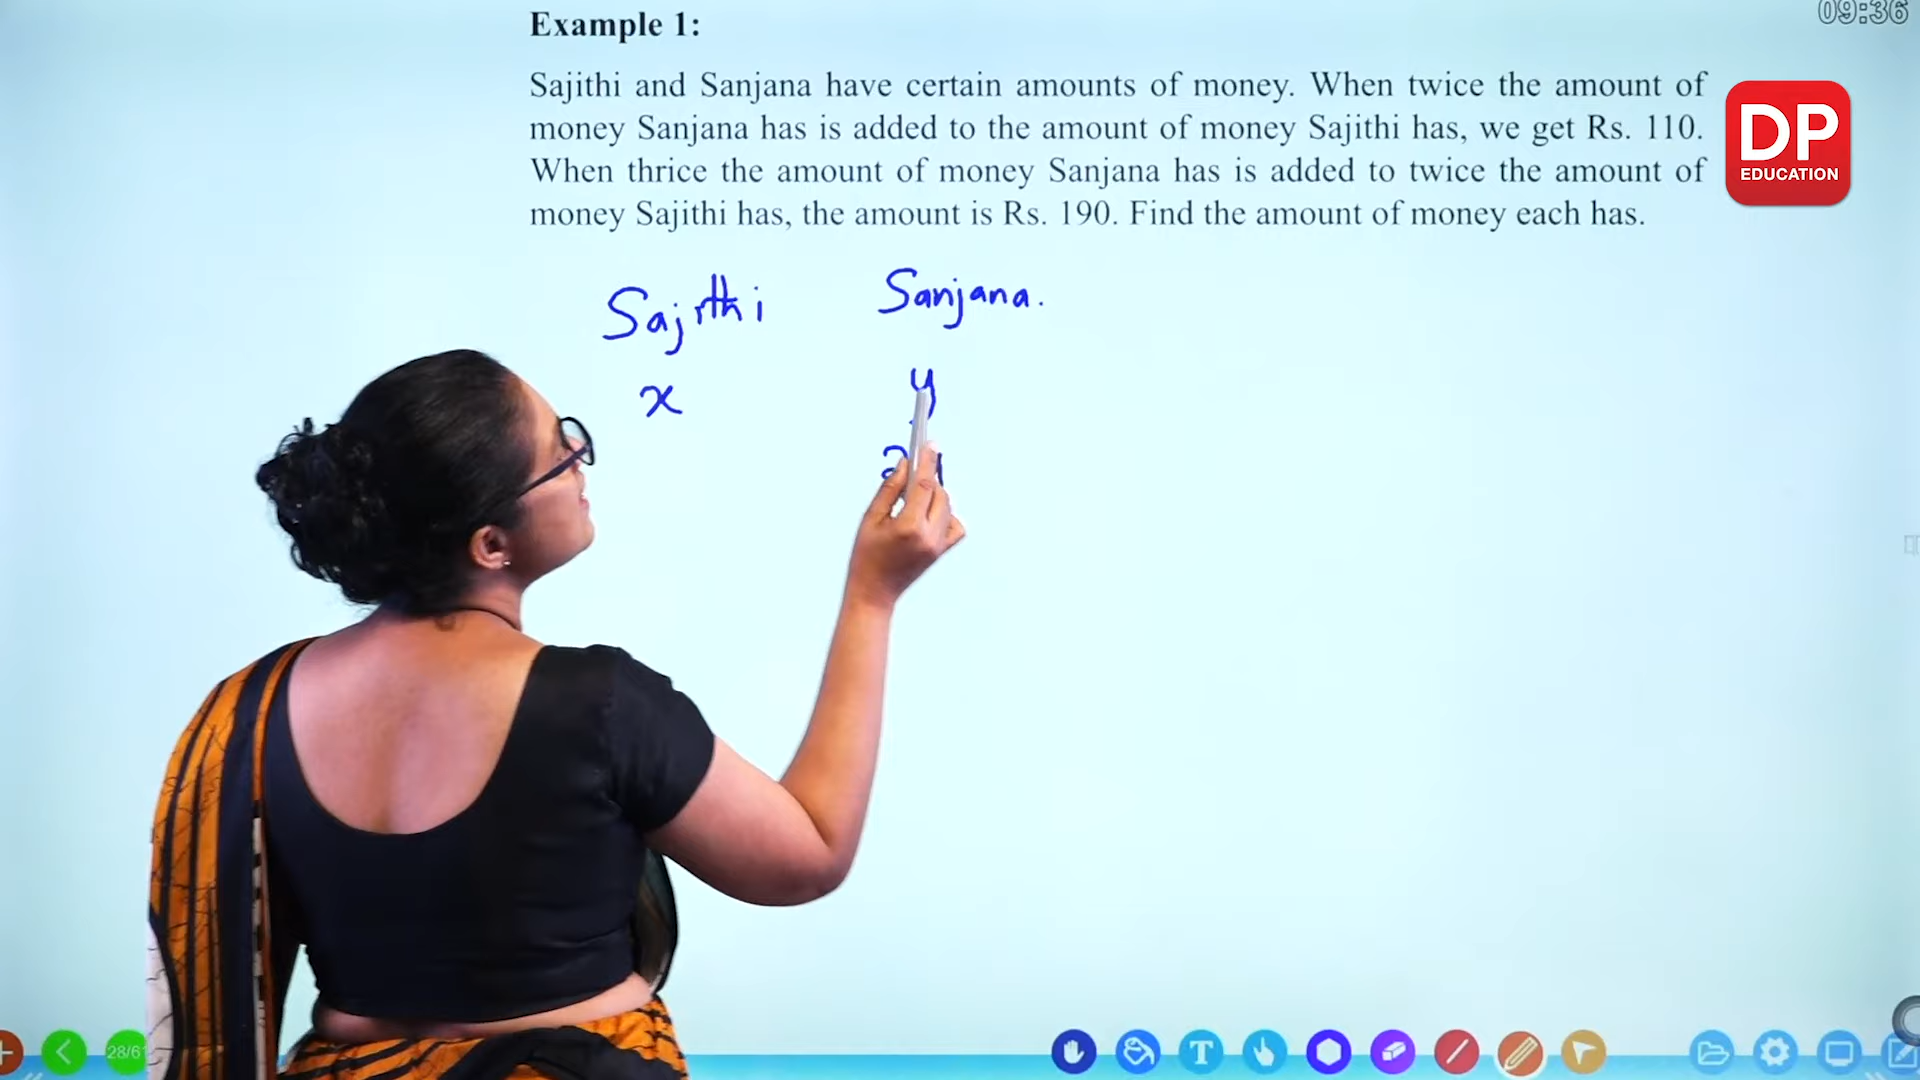 09:36
Example 1:
Sajithi and Sanjana have certain amounts of money. When twice the amount of
money Sanjana has is added to the amount of money Sajithi has, we get Rs. 110.
When thrice the amount of money Sanjana has is added to twice the amount of
money Sajithi has, the amount is Rs. 190. Find the amount of money each has.
DP
EDUCATION
Sajithi Sanjana.
x y
2y
28/61
T